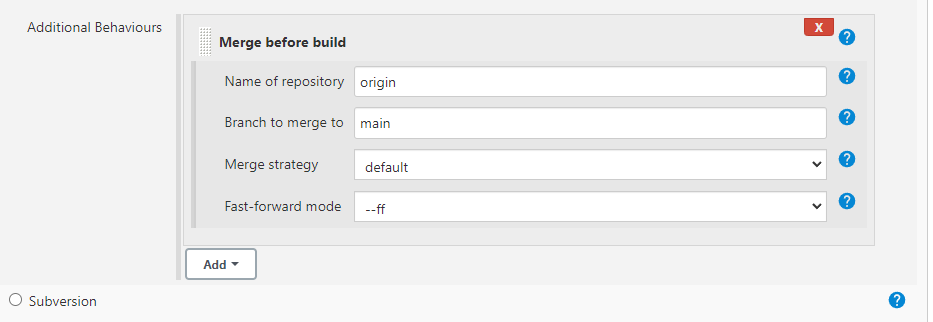 Additional Behaviours
X
Merge before build
Name of repository origin
Branch to merge to main
Merge strategy default
Fast-forward mode --ff
Add
Subversion